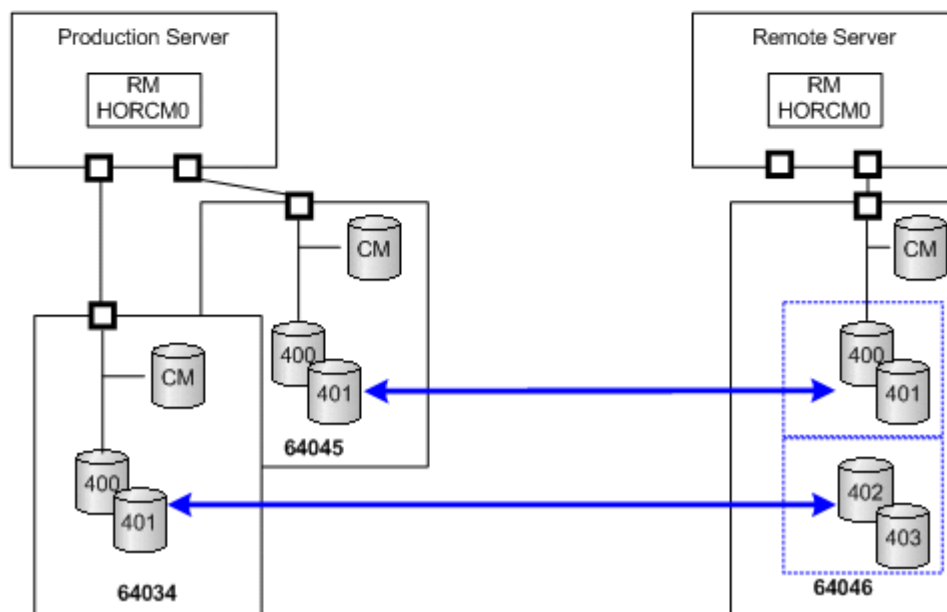 Production Server
RM
HORCM0
Remote Server
RM
HORCM0
CM
400
401
64045
CM
400
401
64034
CM
400
401
402
403
64046